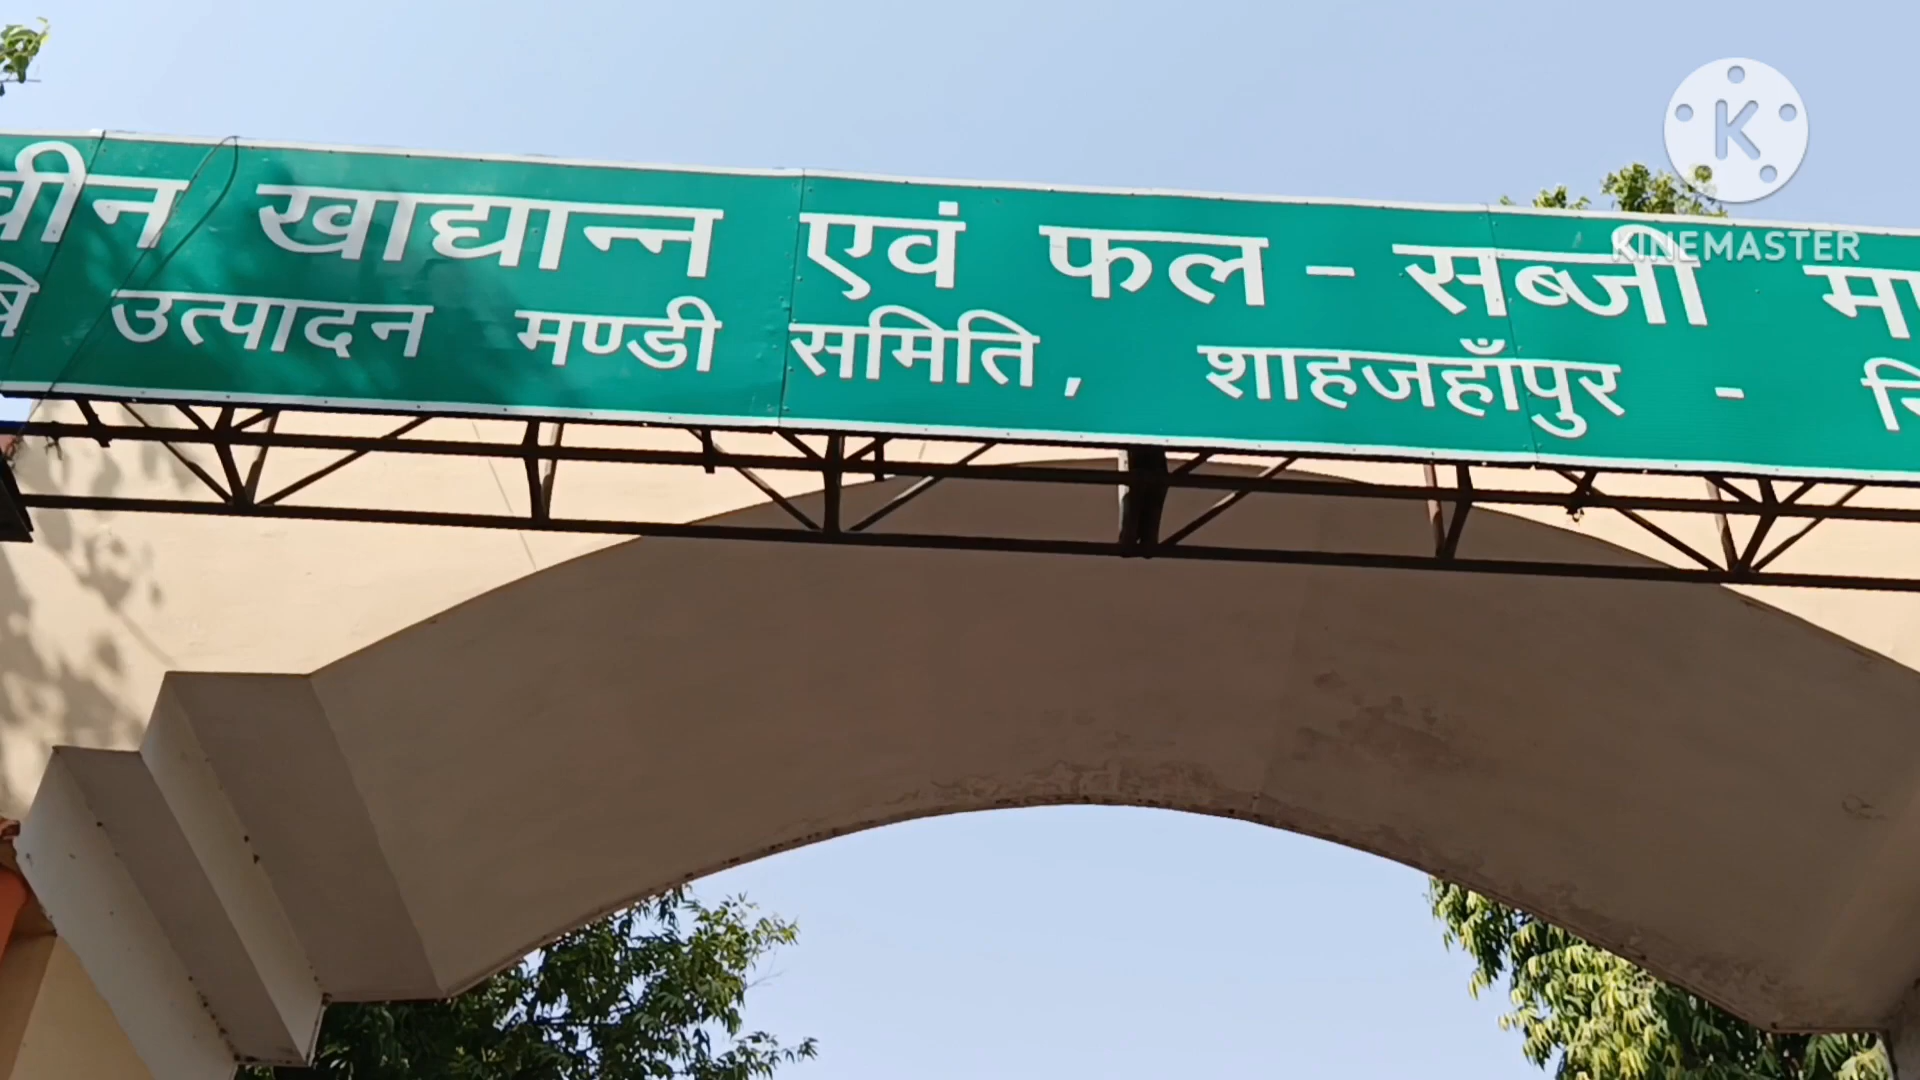 खाद्यान्न एवं फल - सब्जी
उत्पादन मण्डी समिति, शाहजहाँपुर -
KINEMASTER